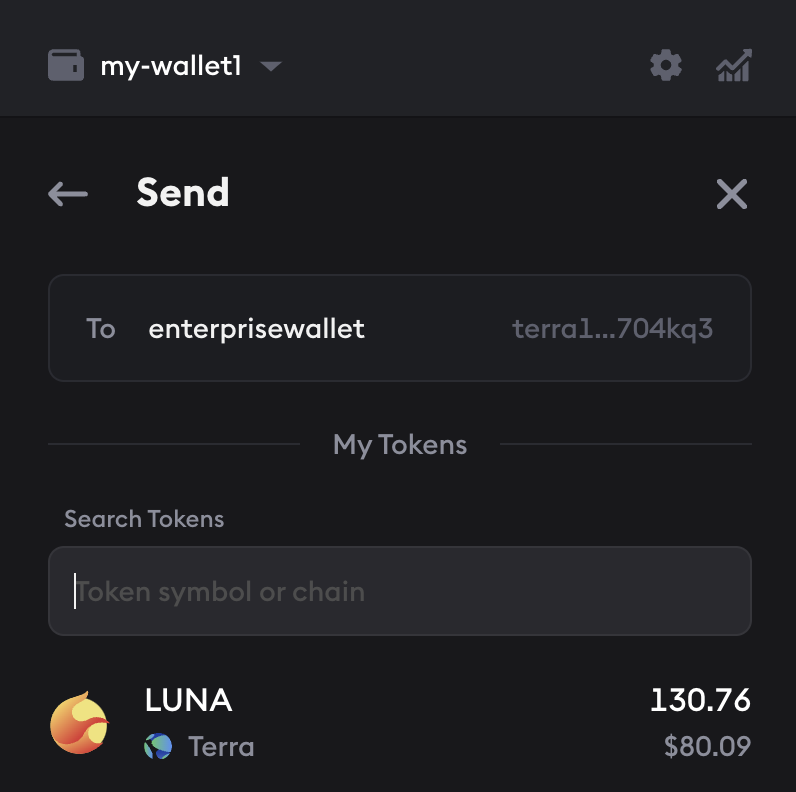 my-wallet1
Send
To enterprisewallet terra1...704kq3
My Tokens
Search Tokens
Token symbol or chain
LUNA 130.76
Terra $80.09